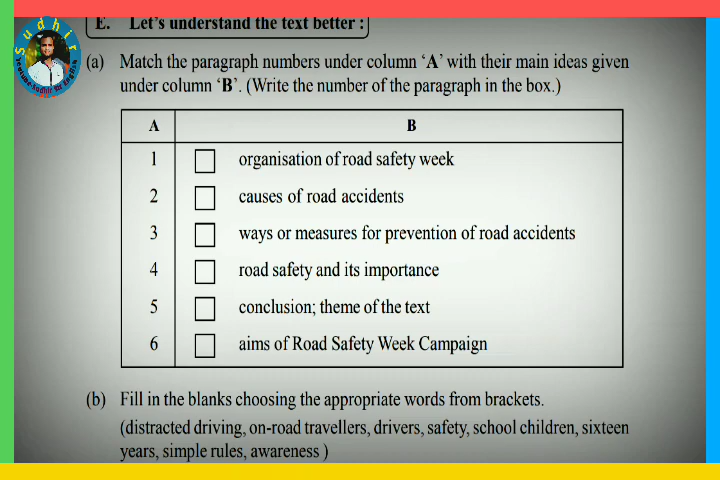 E. Let's understand the text better :
Sudhir
(a) Match the paragraph numbers under column ‘A’ with their main ideas given
under column ‘B’. (Write the number of the paragraph in the box.)
A B
1 organisation of road safety week
2 causes of road accidents
3 ways or measures for prevention of road accidents
4 road safety and its importance
5 conclusion; theme of the text
6 aims of Road Safety Week Campaign
(b) Fill in the blanks choosing the appropriate words from brackets.
(distracted driving, on-road travellers, drivers, safety, school children, sixteen
years, simple rules, awareness )